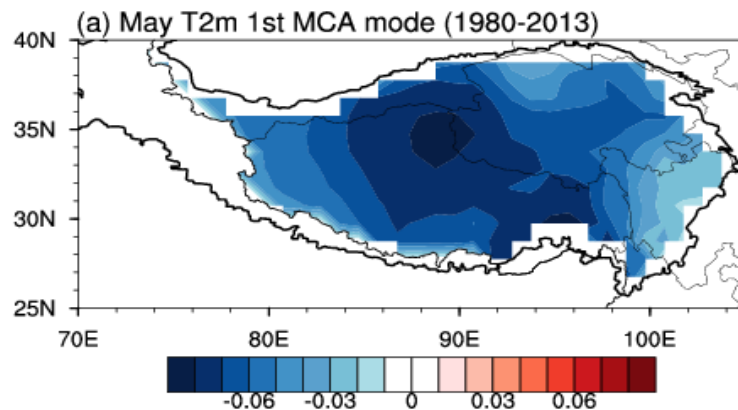 (a) May T2m 1st MCA mode (1980-2013)
40N
35N
30N
25N
70E 80E 90E 100E
-0.06 -0.03 0 0.03 0.06